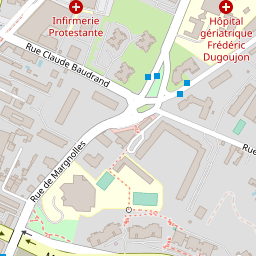 Infirmerie
Protestante
Hôpital
gériatrique
Frédéric
Dugoujon
Rue Claude Baudrand
Rue de Margnolles
Rue